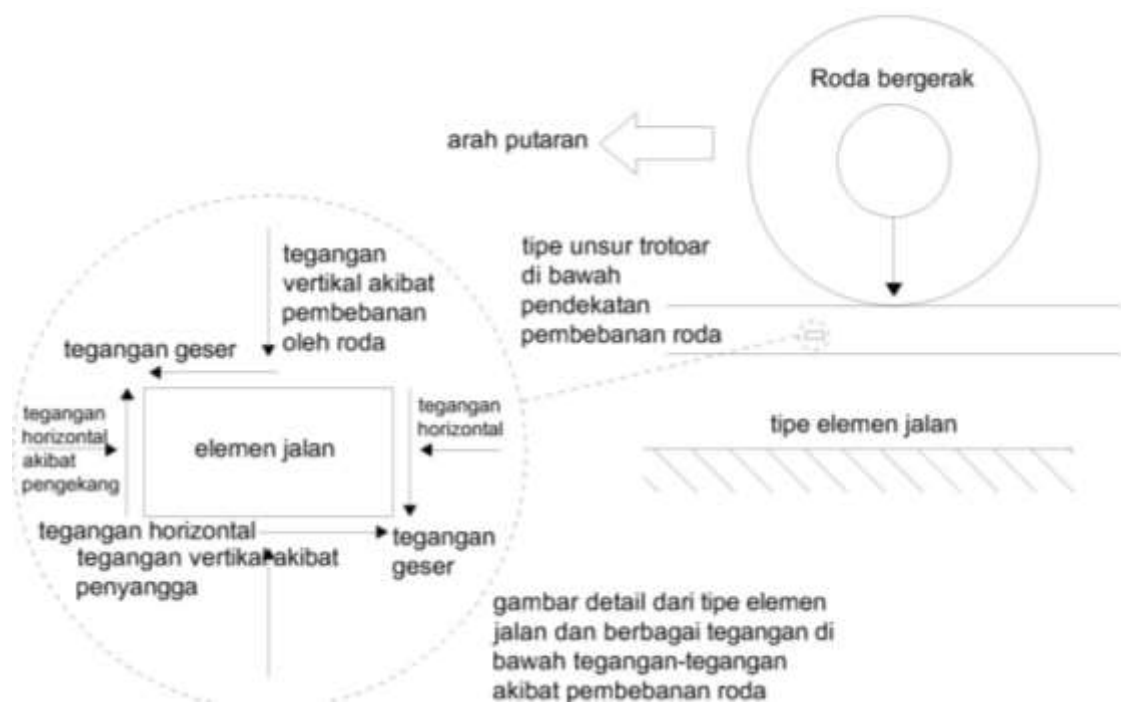 Roda bergerak
arah putaran
tegangan
vertikal akibat
pembebanan
oleh roda
tipe unsur trotoar
di bawah
pendekatan
pembebanan roda
tegangan geser
tegangan
horizontal
akibat
pengekang
elemen jalan
tegangan
horizontal
tipe elemen jalan
tegangan horizontal
tegangan vertikal akibat
penyangga
tegangan
geser
gambar detail dari tipe elemen
jalan dan berbagai tegangan di
bawah tegangan-tegangan
akibat pembebanan roda